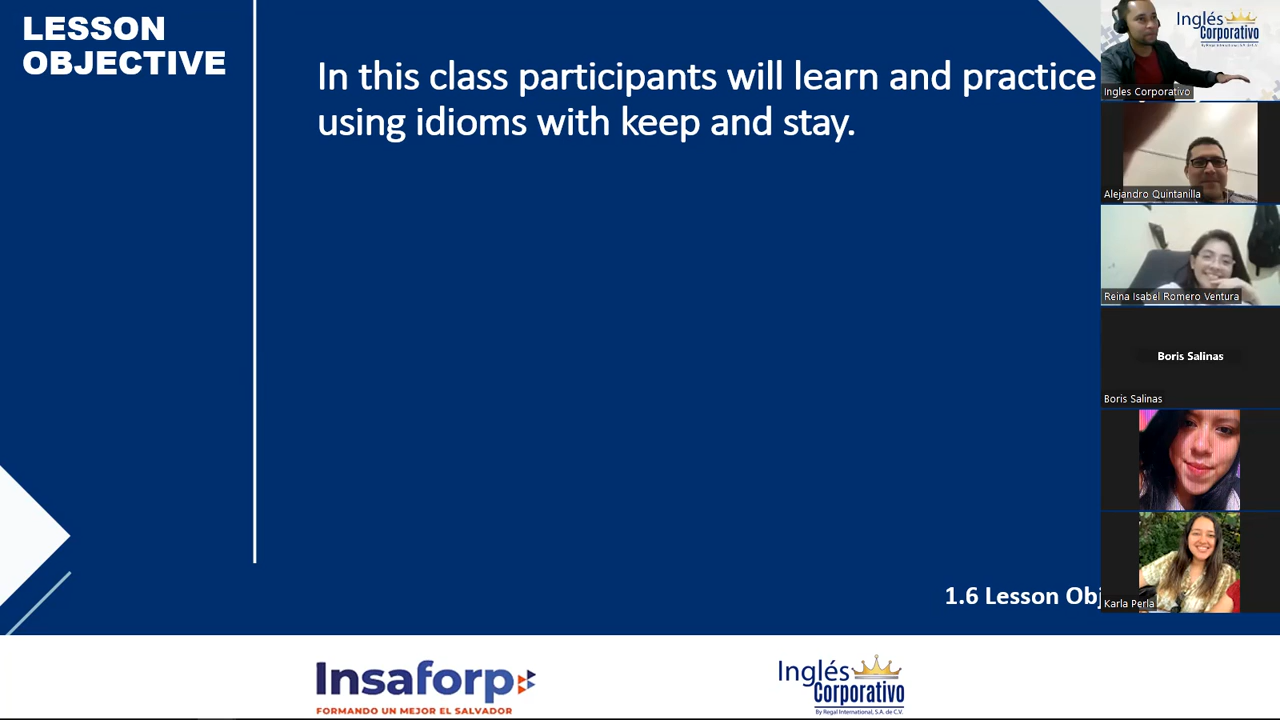 LESSON
OBJECTIVE
In this class participants will learn and practice
using idioms with keep and stay.
1.6 Lesson Obj
Insaforp
FORMANDO UN MEJOR EL SALVADOR
Inglés
Corporativo
By Regal International, S.A. de C.V.
Inglés
Corporativo
Ingles Corporativo
Alejandro Quintanilla
Reina Isabel Romero Ventura
Boris Salinas
Boris Salinas
Karla Perla